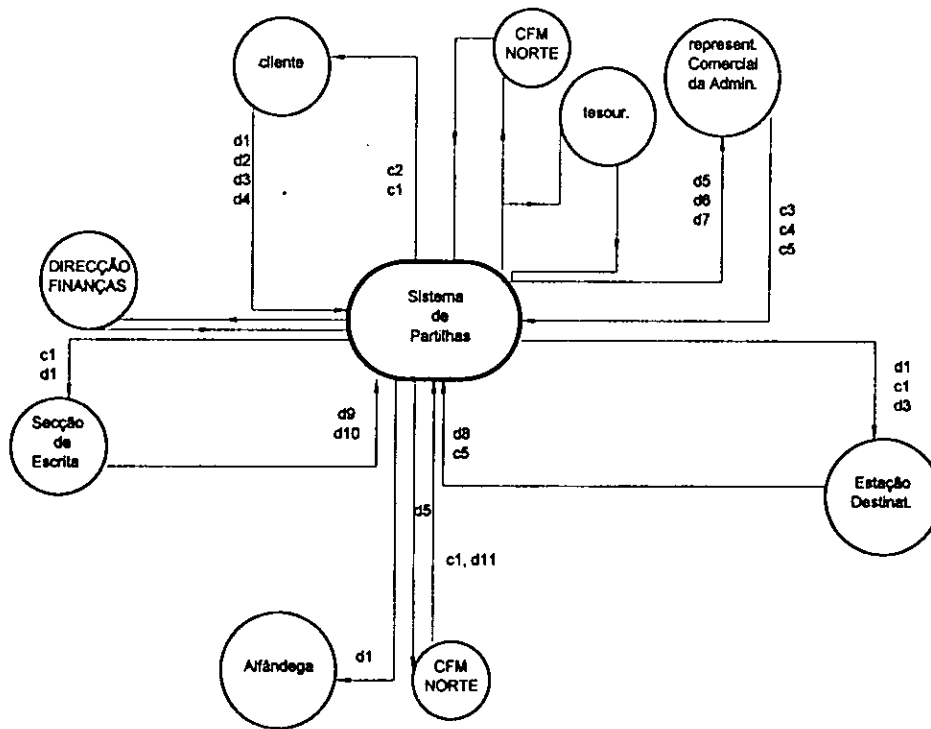 cliente
CFM
NORTE
represent.
Comercial
da Admin.
tesour.
d1
d2
d3
d4
c2
c1
d5
d6
d7
c3
c4
c5
DIRECÇÃO
FINANÇAS
Sistema
de
Partilhas
c1
d1
Secção
de
Escrita
d9
d10
d8
c5
d1
c1
d3
Estação
Destinat.
d5
c1, d11
Alfândega
d1
CFM
NORTE